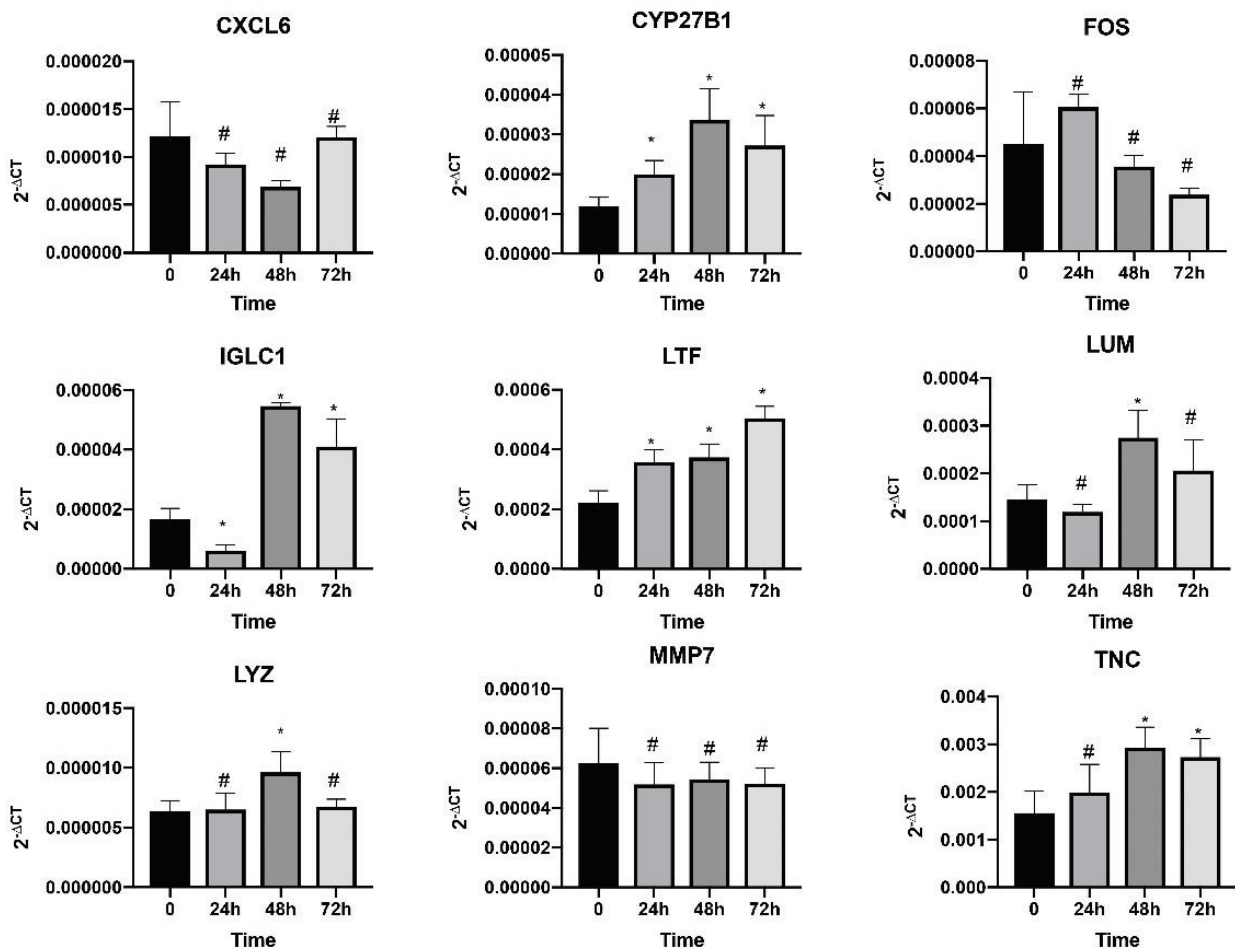 CXCL6
0.000020
0.000015
0.000010
0.000005
0.000000
2-ΔCT
# # #
0 24h 48h 72h
Time
CYP27B1
0.00005
0.00004
0.00003
0.00002
0.00001
0.00000
2-ΔCT
* * *
0 24h 48h 72h
Time
FOS
0.00008
0.00006
0.00004
0.00002
0.00000
2-ΔCT
# # #
0 24h 48h 72h
Time
IGLC1
0.00006
0.00004
0.00002
0.00000
2-ΔCT
* * *
0 24h 48h 72h
Time
LTF
0.0006
0.0004
0.0002
0.0000
2-ΔCT
* * *
0 24h 48h 72h
Time
LUM
0.0004
0.0003
0.0002
0.0001
0.0000
2-ΔCT
# * #
0 24h 48h 72h
Time
LYZ
0.000015
0.000010
0.000005
0.000000
2-ΔCT
# * #
0 24h 48h 72h
Time
MMP7
0.00010
0.00008
0.00006
0.00004
0.00002
0.00000
2-ΔCT
# # #
0 24h 48h 72h
Time
TNC
0.004
0.003
0.002
0.001
0.000
2-ΔCT
# * *
0 24h 48h 72h
Time